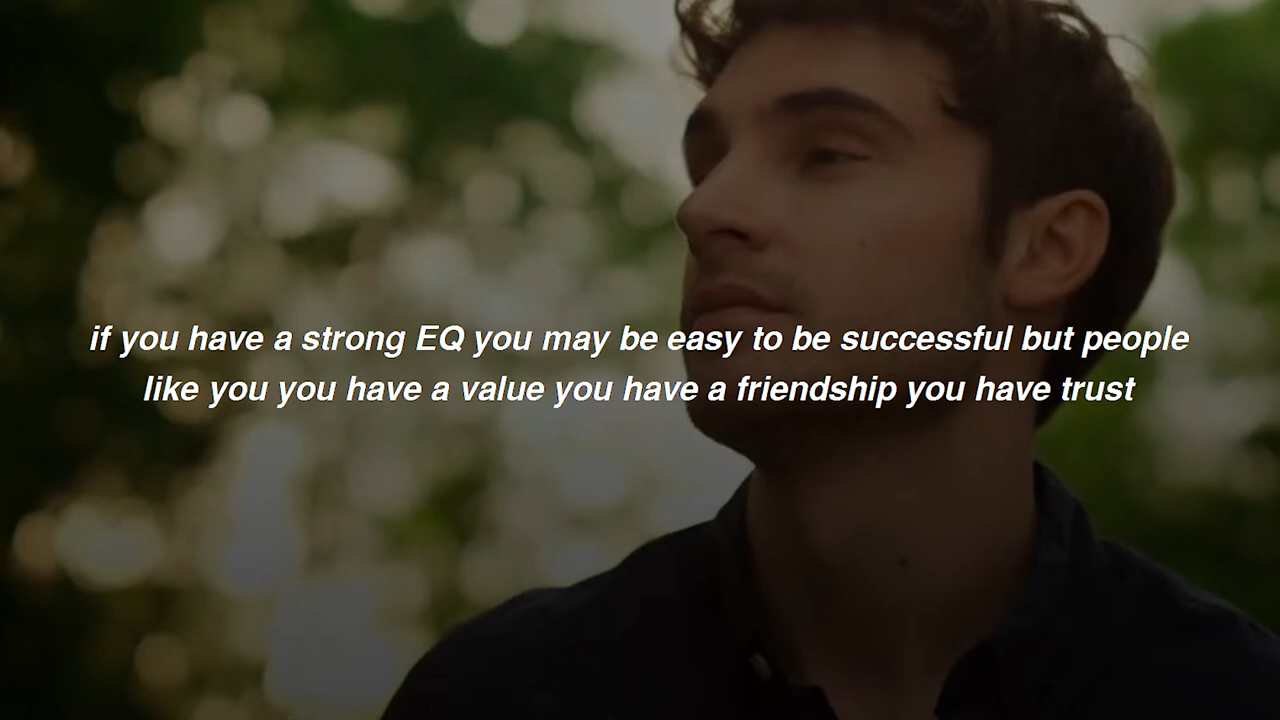 if you have a strong EQ you may be easy to be successful but people
like you you have a value you have a friendship you have trust